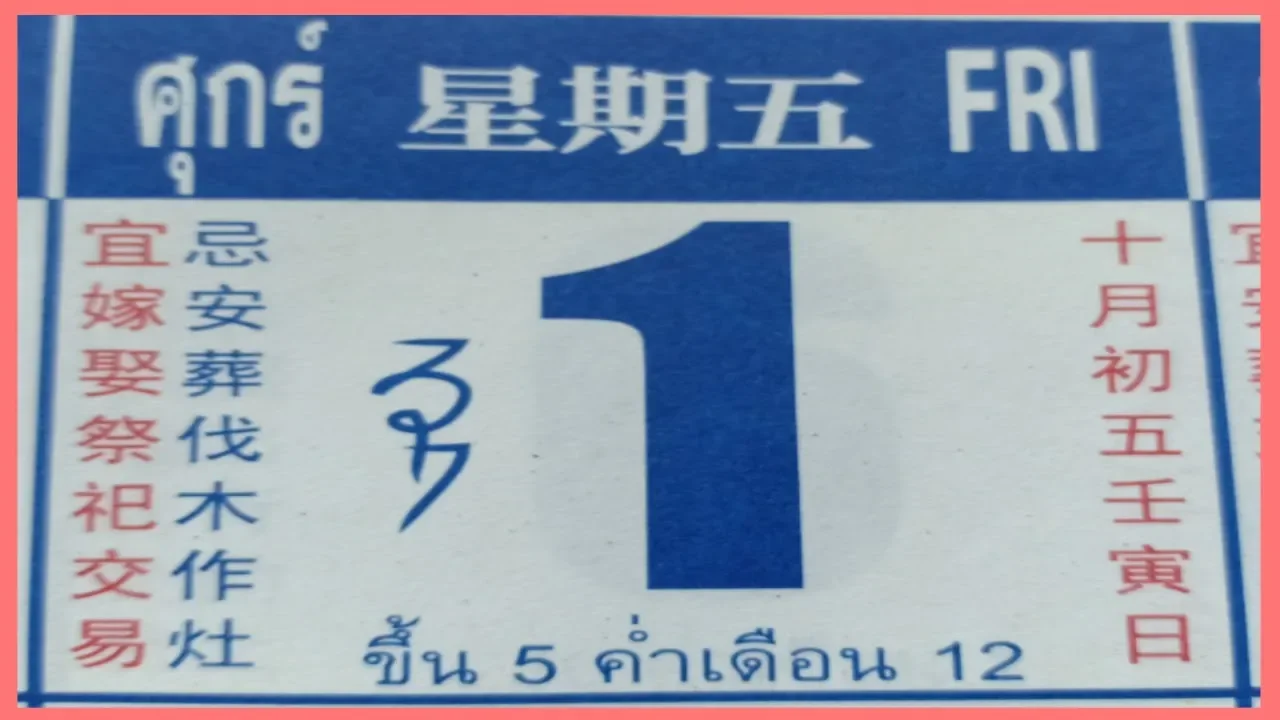 ศุกร์ 星期五 FRI
宜嫁娶祭祀交易
忌安葬伐木作灶
1
十月初五壬寅日
ขึ้น 5 ค่ำเดือน 12